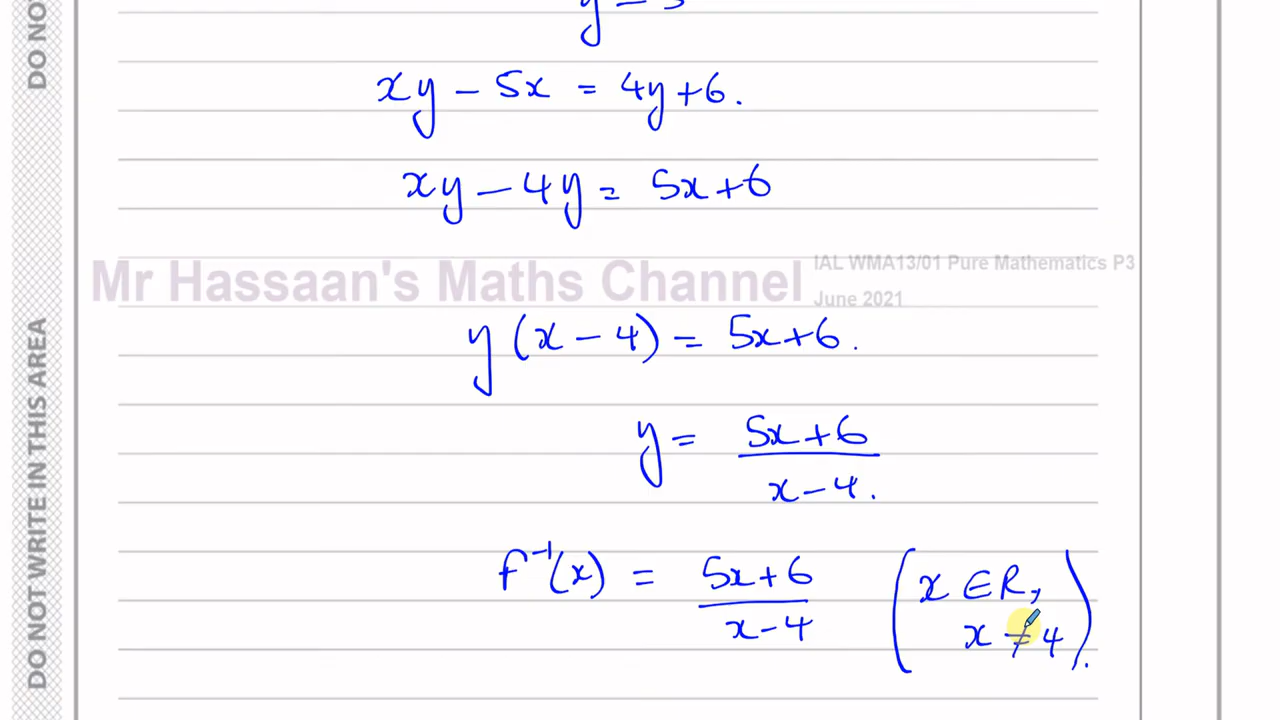 DO NOT
y - 5
xy - 5x = 4y + 6.
xy - 4y = 5x + 6
Mr Hassaan's Maths Channel
IAL WMA13/01 Pure Mathematics P3
June 2021
y(x - 4) = 5x + 6.
y = (5x + 6)/(x - 4).
f⁻¹(x) = (5x + 6)/(x - 4) (x ∈ R,
x ≠ 4).
DO NOT WRITE IN THIS AREA